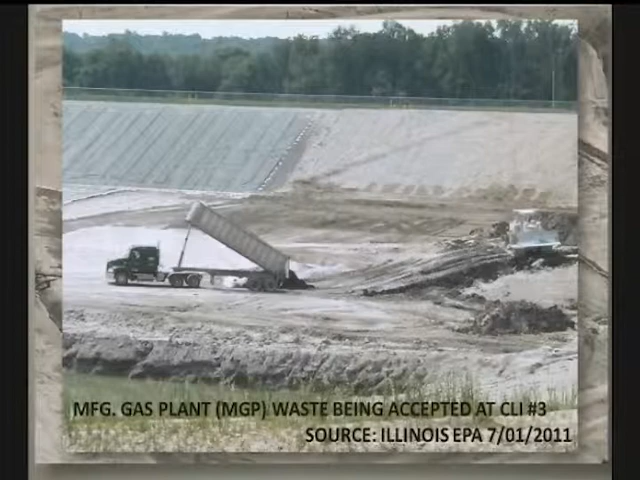 MFG. GAS PLANT (MGP) WASTE BEING ACCEPTED AT CLI #3
SOURCE: ILLINOIS EPA 7/01/2011